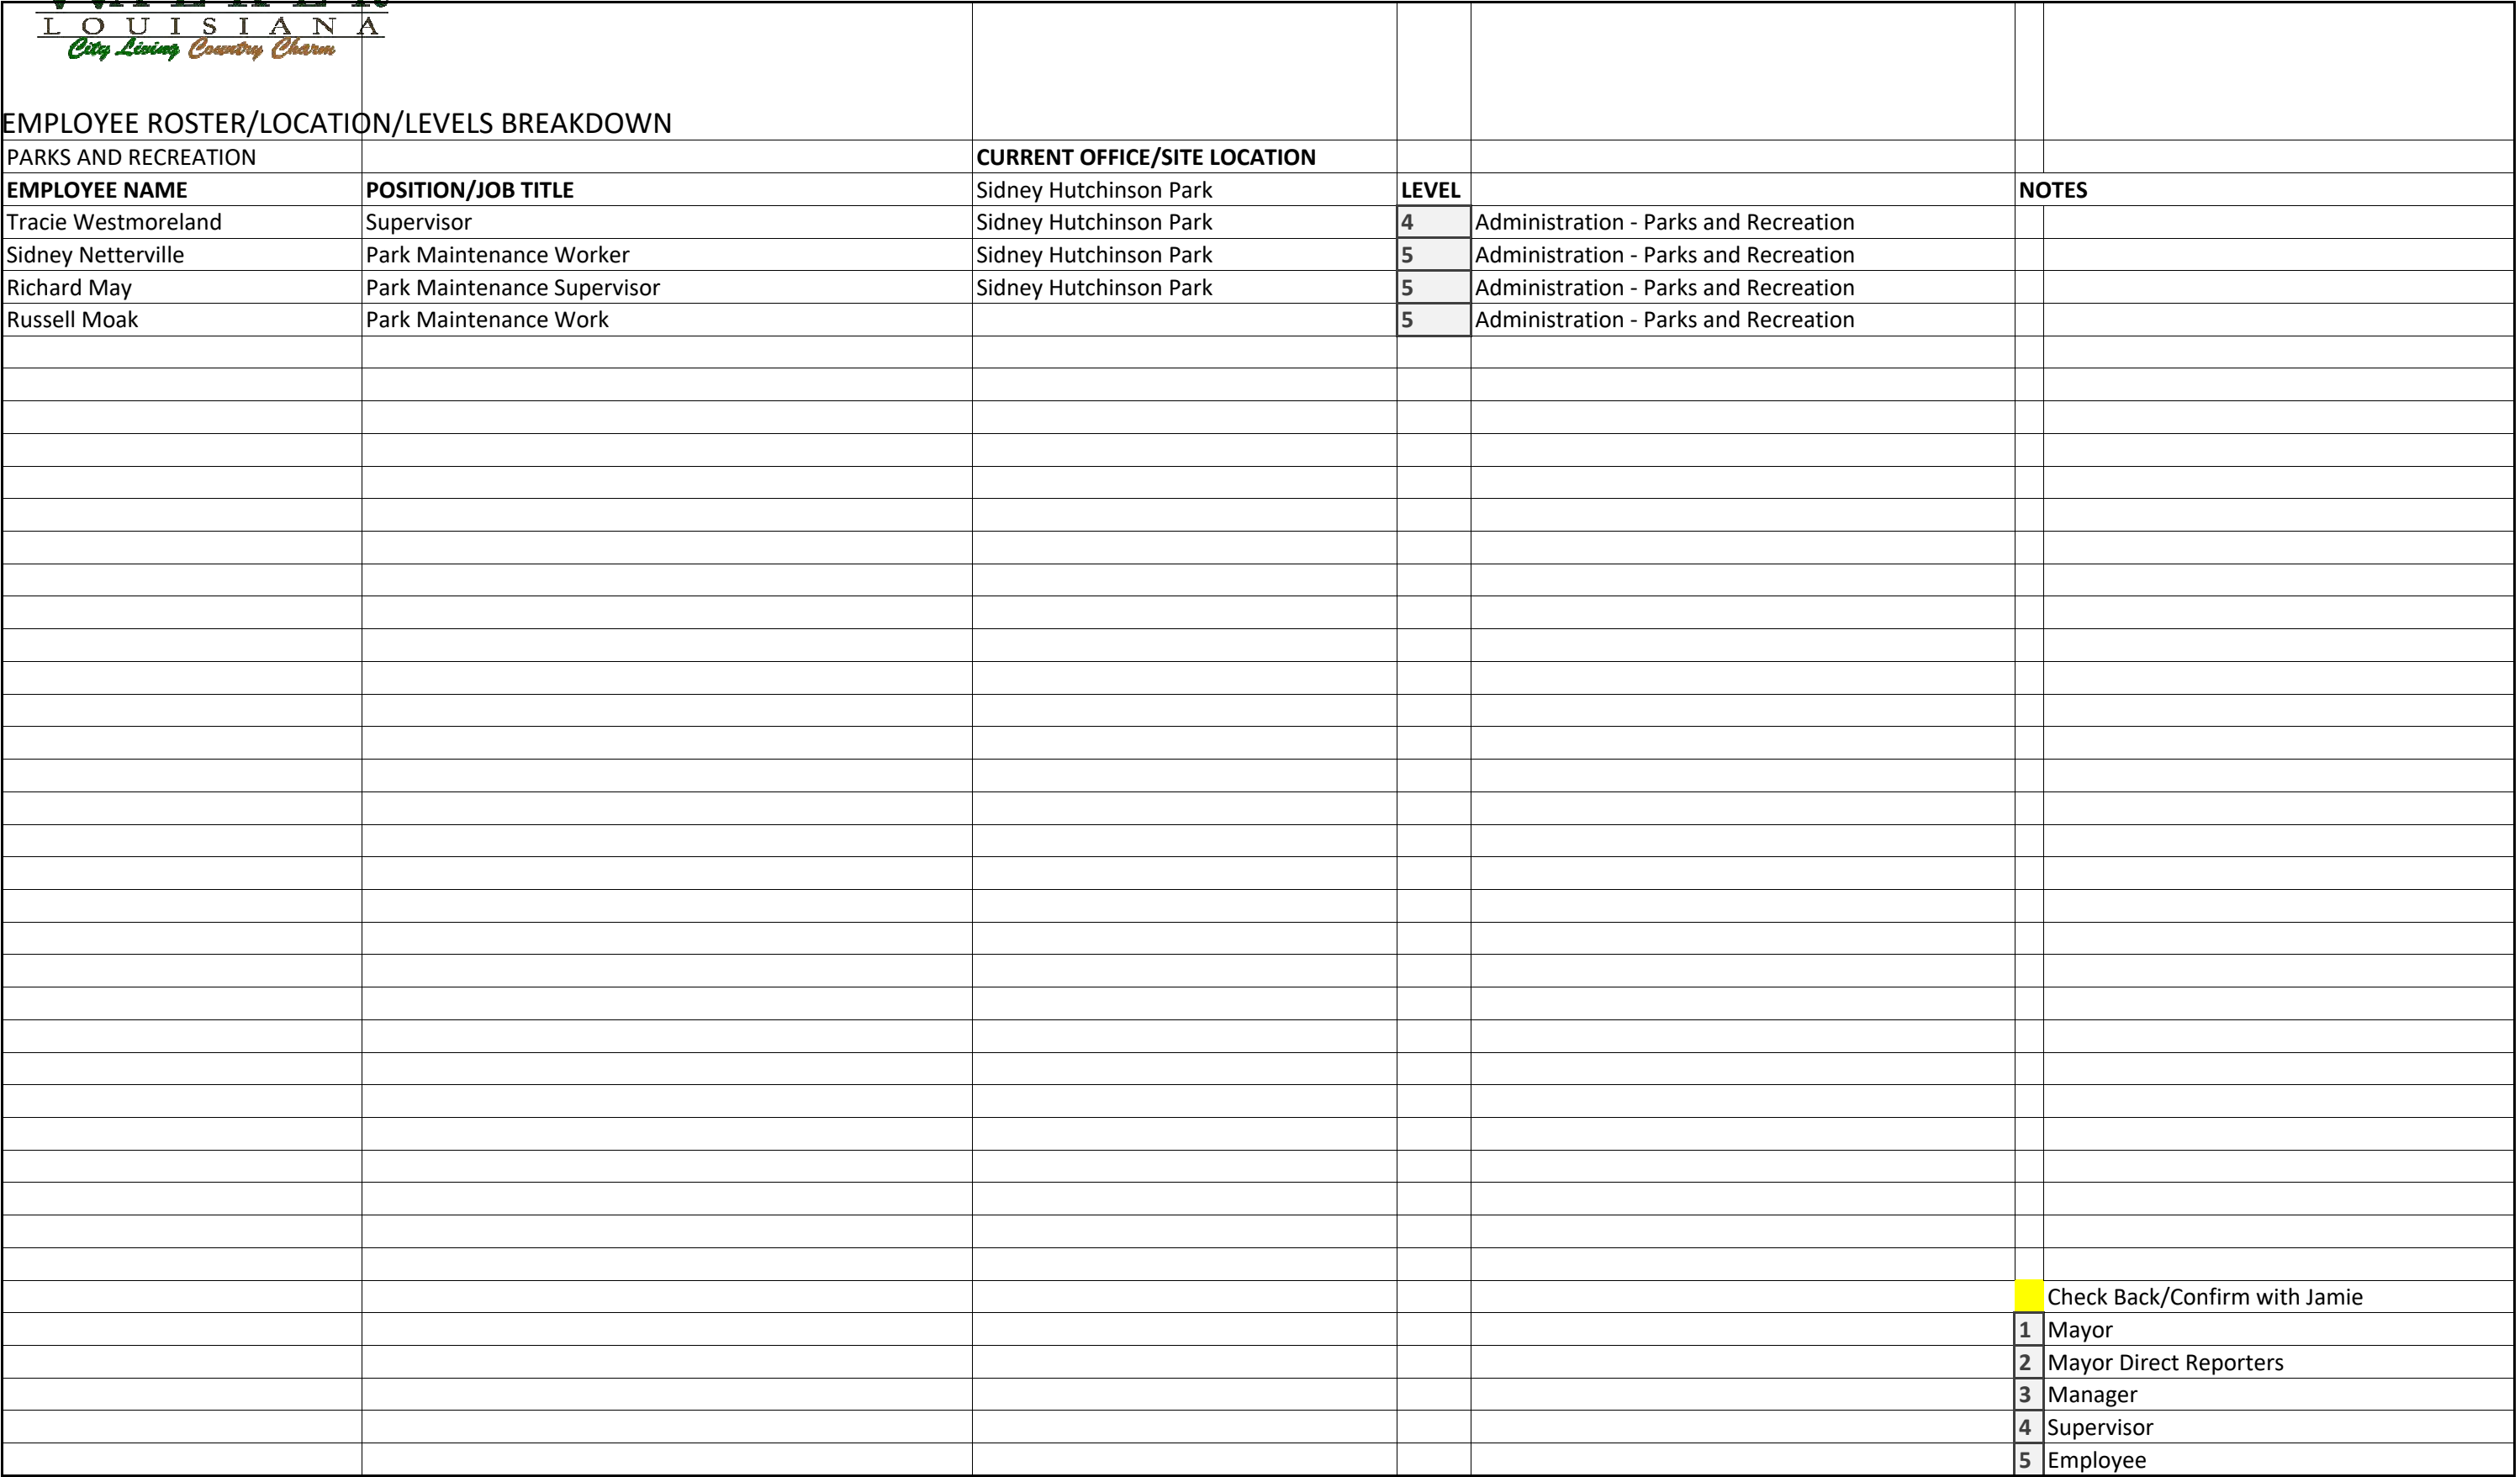 LOUISIANA
City Living Country Charm
EMPLOYEE ROSTER/LOCATION/LEVELS BREAKDOWN
PARKS AND RECREATION CURRENT OFFICE/SITE LOCATION
EMPLOYEE NAME POSITION/JOB TITLE Sidney Hutchinson Park LEVEL NOTES
Tracie Westmoreland Supervisor Sidney Hutchinson Park 4 Administration - Parks and Recreation
Sidney Netterville Park Maintenance Worker Sidney Hutchinson Park 5 Administration - Parks and Recreation
Richard May Park Maintenance Supervisor Sidney Hutchinson Park 5 Administration - Parks and Recreation
Russell Moak Park Maintenance Work 5 Administration - Parks and Recreation
Check Back/Confirm with Jamie
1 Mayor
2 Mayor Direct Reporters
3 Manager
4 Supervisor
5 Employee